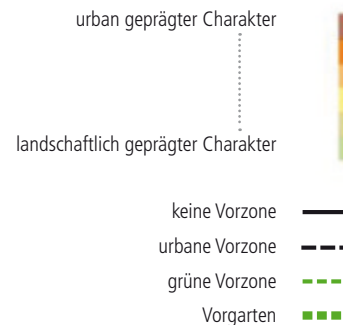 urban geprägter Charakter
landschaftlich geprägter Charakter
keine Vorzone
urbane Vorzone
grüne Vorzone
Vorgarten